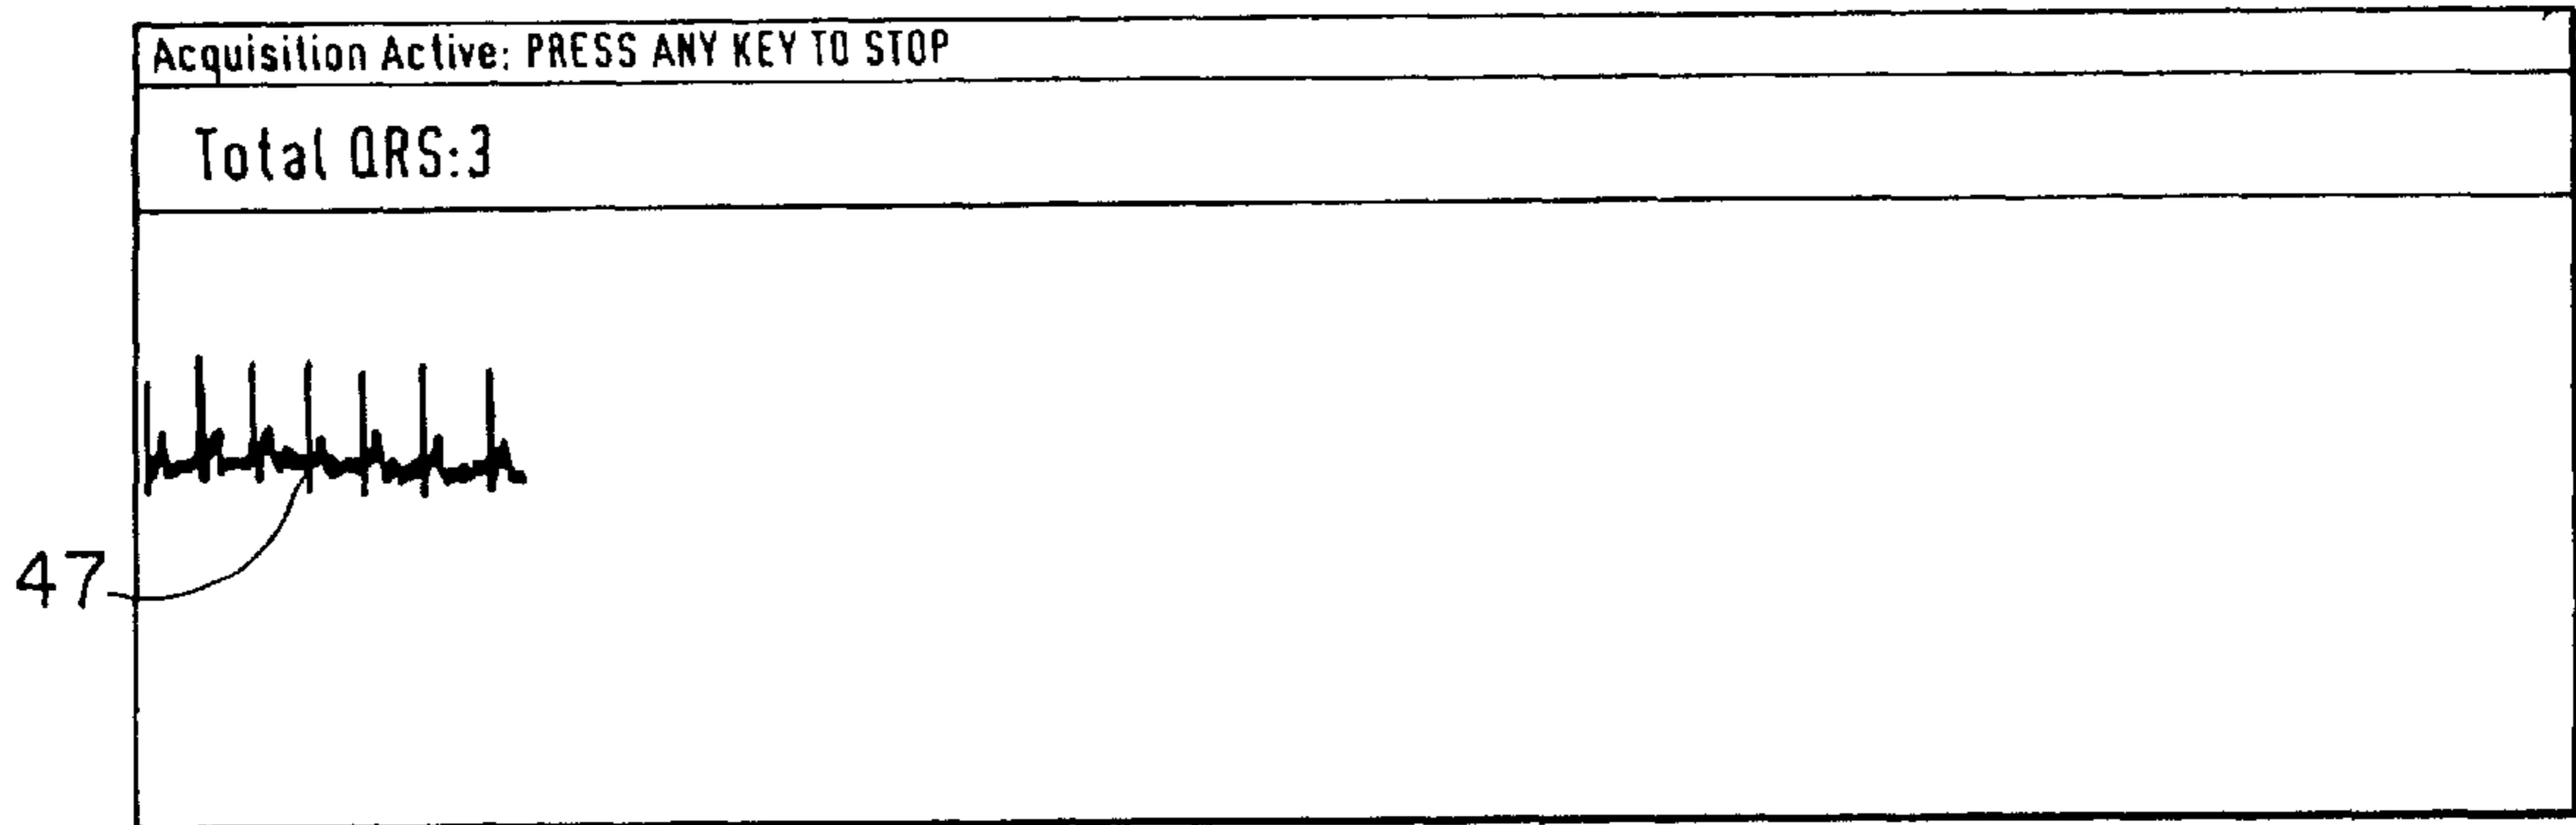 Acquisition Active: PRESS ANY KEY TO STOP
Total QRS:3
47